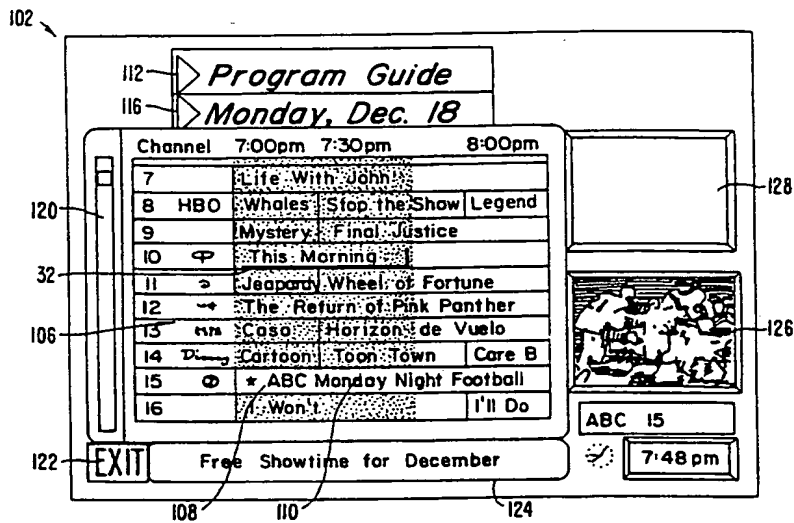 102
112
Program Guide
116
Monday, Dec. 18
Channel 7:00pm 7:30pm 8:00pm
7 Life With John
8 HBO Whales Stop the Show Legend
128
120
9 Mystery Final Justice
10 This Morning
32
11 Jeopardy Wheel of Fortune
12 The Return of Pink Panther
106
13 Caso Horizon de Vuelo
126
14 Disney Cartoon Toon Town Care B
15 ★ ABC Monday Night Football
16 I Won't I'll Do
ABC 15
122
EXIT Free Showtime for December
7:48 pm
108 110 124